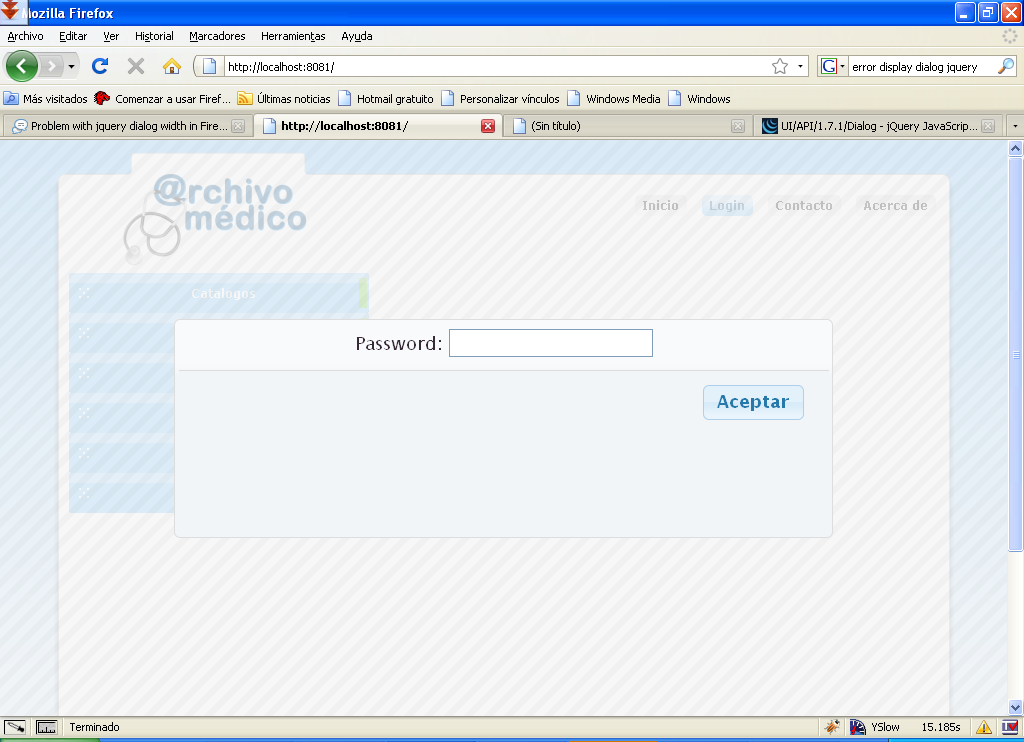 Mozilla Firefox
Archivo Editar Ver Historial Marcadores Herramientas Ayuda
http://localhost:8081/ G error display dialog jquery
Más visitados Comenzar a usar Firef... Últimas noticias Hotmail gratuito Personalizar vínculos Windows Media Windows
Problem with jquery dialog width in Fire... http://localhost:8081/ (Sin título) UI/API/1.7.1/Dialog - jQuery JavaScrip...
@rchivo
médico
Inicio Login Contacto Acerca de
Catalogos
Password:
Aceptar
Terminado YSlow 15.185s